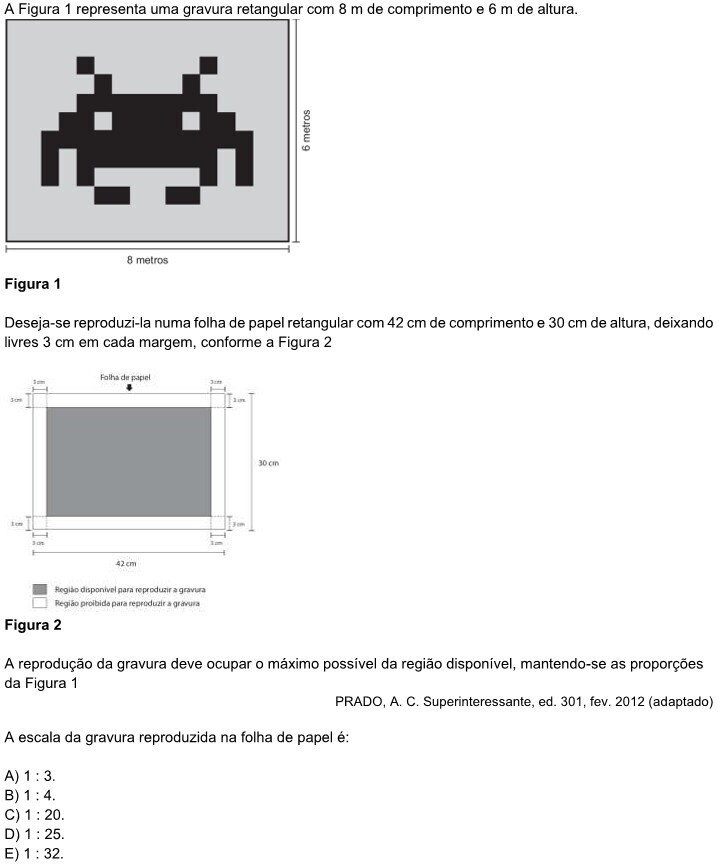 A Figura 1 representa uma gravura retangular com 8 m de comprimento e 6 m de altura.
6 metros
8 metros
Figura 1
Deseja-se reproduzi-la numa folha de papel retangular com 42 cm de comprimento e 30 cm de altura, deixando
livres 3 cm em cada margem, conforme a Figura 2
Folha de papel
3 cm
3 cm
3 cm
3 cm
30 cm
3 cm
3 cm
3 cm
3 cm
42 cm
Região disponível para reproduzir a gravura
Região proibida para reproduzir a gravura
Figura 2
A reprodução da gravura deve ocupar o máximo possível da região disponível, mantendo-se as proporções
da Figura 1
PRADO, A. C. Superinteressante, ed. 301, fev. 2012 (adaptado)
A escala da gravura reproduzida na folha de papel é:
A) 1 : 3.
B) 1 : 4.
C) 1 : 20.
D) 1 : 25.
E) 1 : 32.